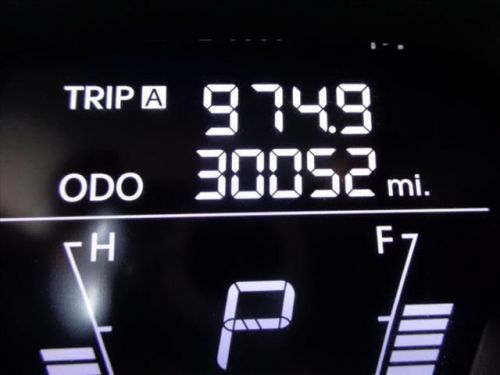 TRIP A 974.9
ODO 30052 mi.
H F
P